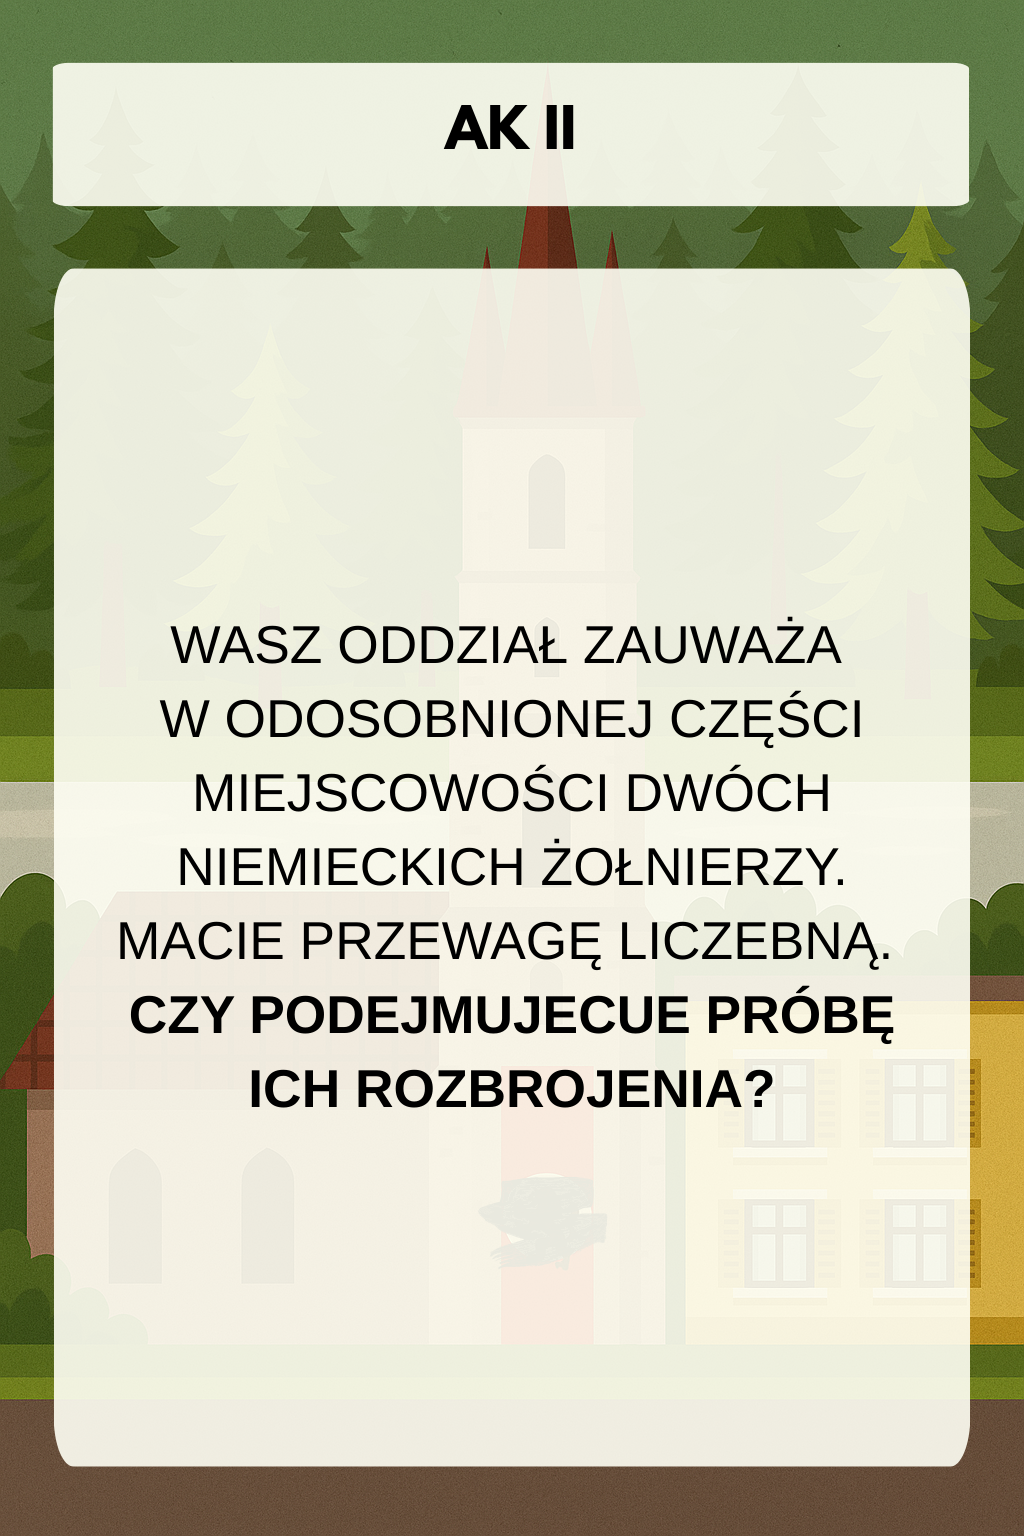 AK II
WASZ ODDZIAŁ ZAUWAŻA
W ODOSOBNIONEJ CZĘŚCI
MIEJSCOWOŚCI DWÓCH
NIEMIECKICH ŻOŁNIERZY.
MACIE PRZEWAGĘ LICZEBNĄ.
CZY PODEJMUJECUE PRÓBĘ
ICH ROZBROJENIA?